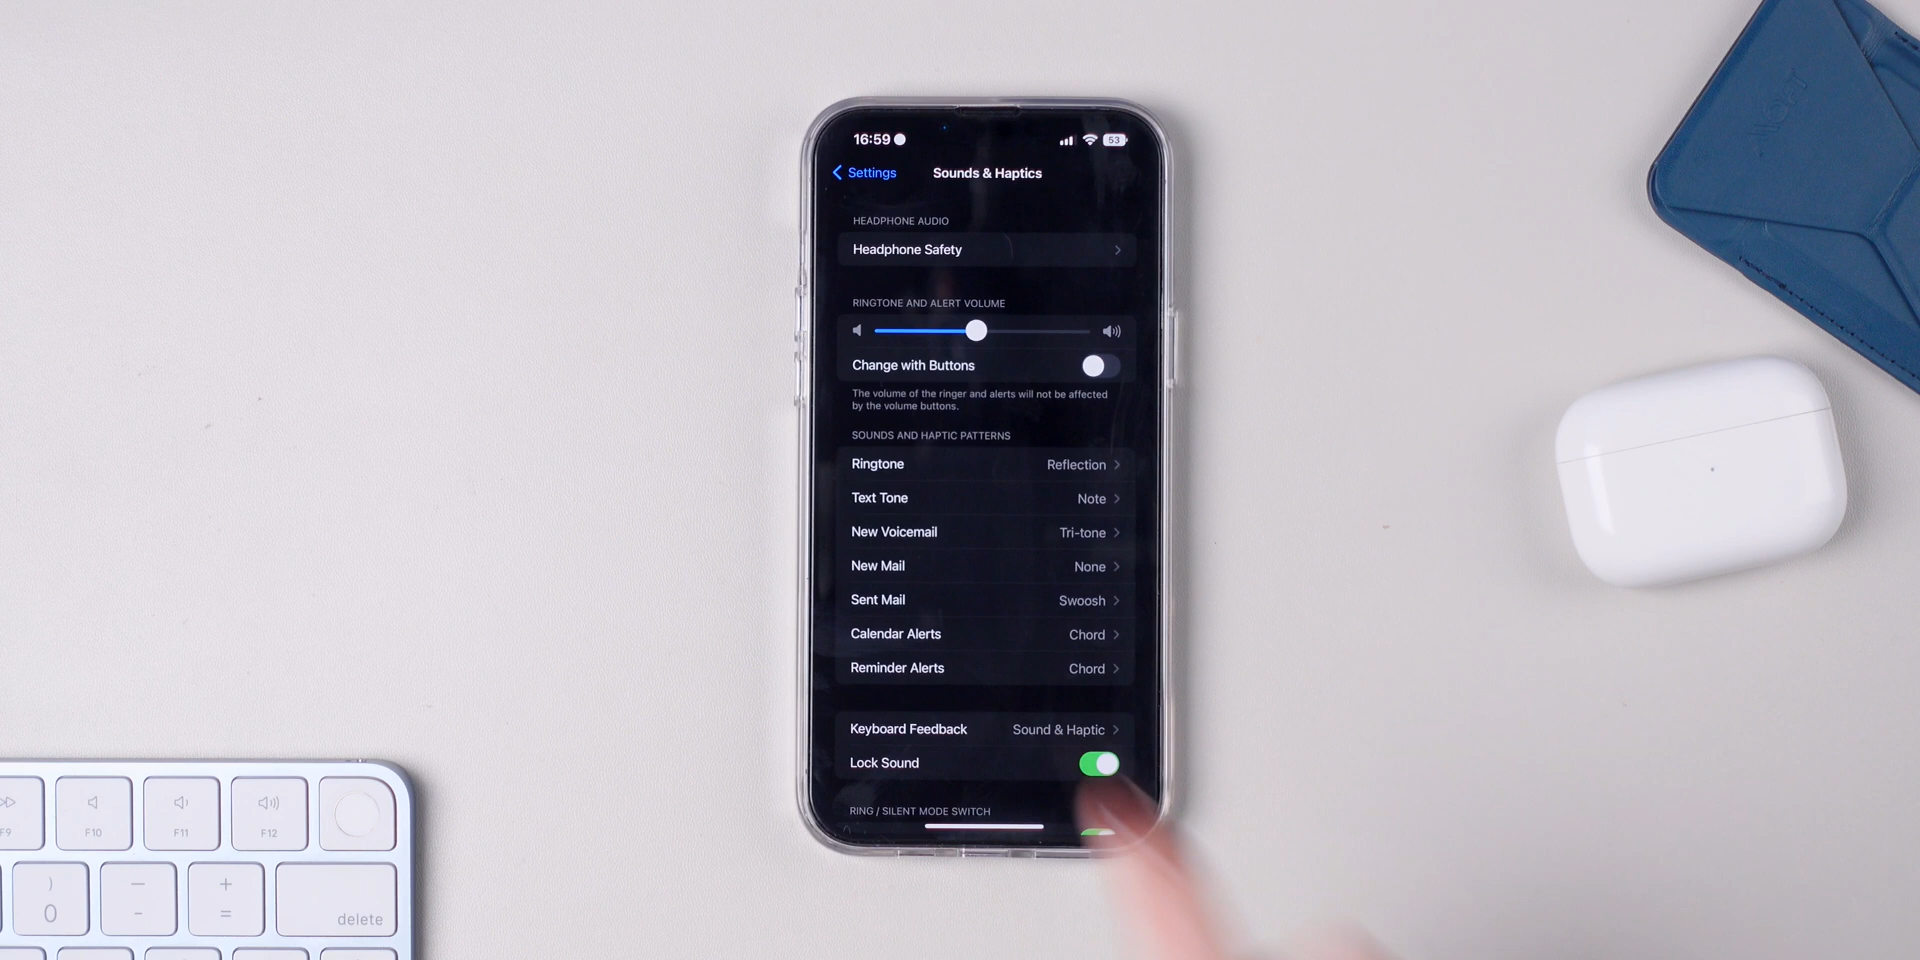 16:59
53
Settings
Sounds & Haptics
HEADPHONE AUDIO
Headphone Safety
RINGTONE AND ALERT VOLUME
Change with Buttons
The volume of the ringer and alerts will not be affected
by the volume buttons.
SOUNDS AND HAPTIC PATTERNS
Ringtone Reflection
Text Tone Note
New Voicemail Tri-tone
New Mail None
Sent Mail Swoosh
Calendar Alerts Chord
Reminder Alerts Chord
Keyboard Feedback Sound & Haptic
Lock Sound
RING / SILENT MODE SWITCH
F9 F10 F11 F12
) – +
0 - =
delete